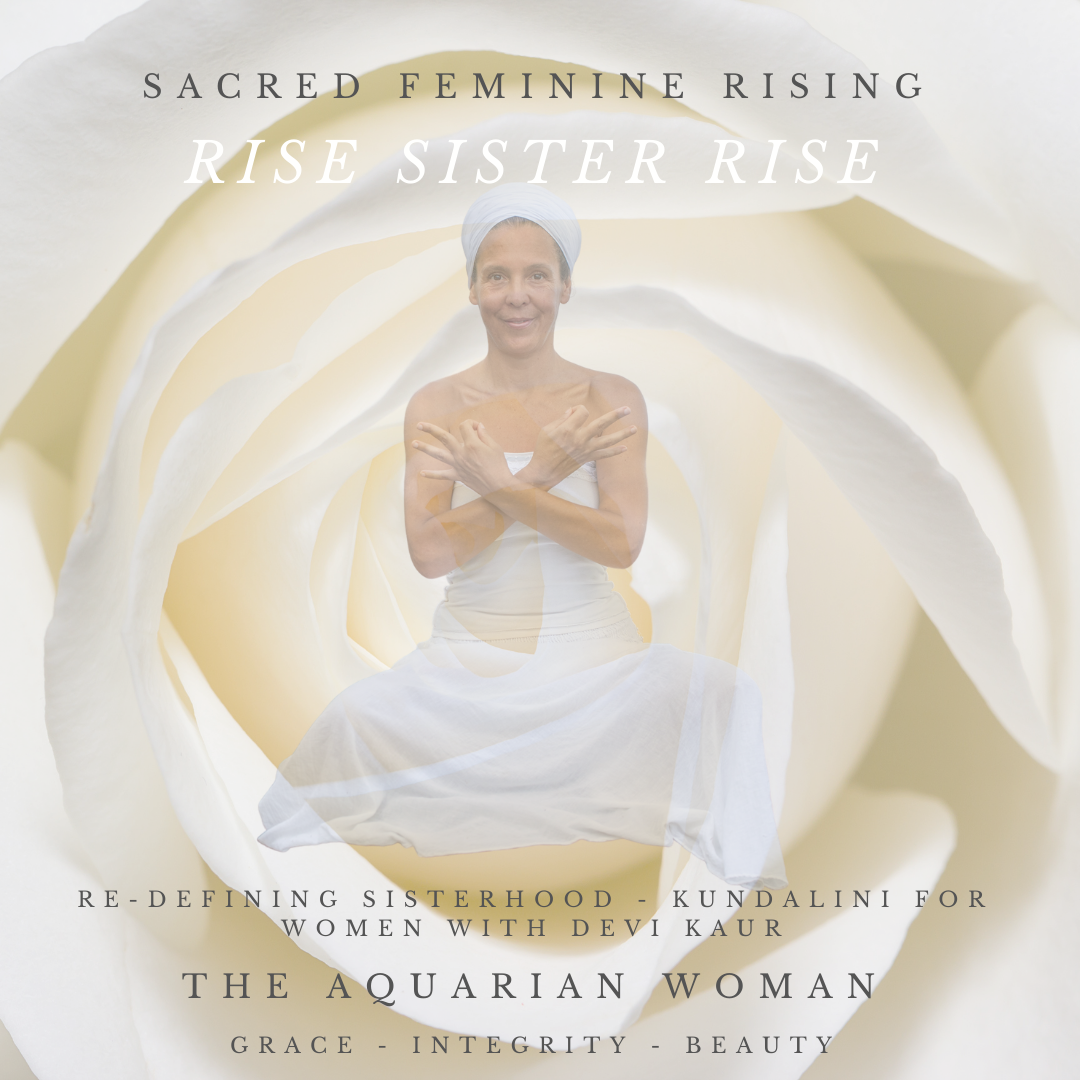 SACRED FEMININE RISING
RISE SISTER RISE
RE-DEFINING SISTERHOOD - KUNDALINI FOR
WOMEN WITH DEVI KAUR
THE AQUARIAN WOMAN
GRACE - INTEGRITY - BEAUTY